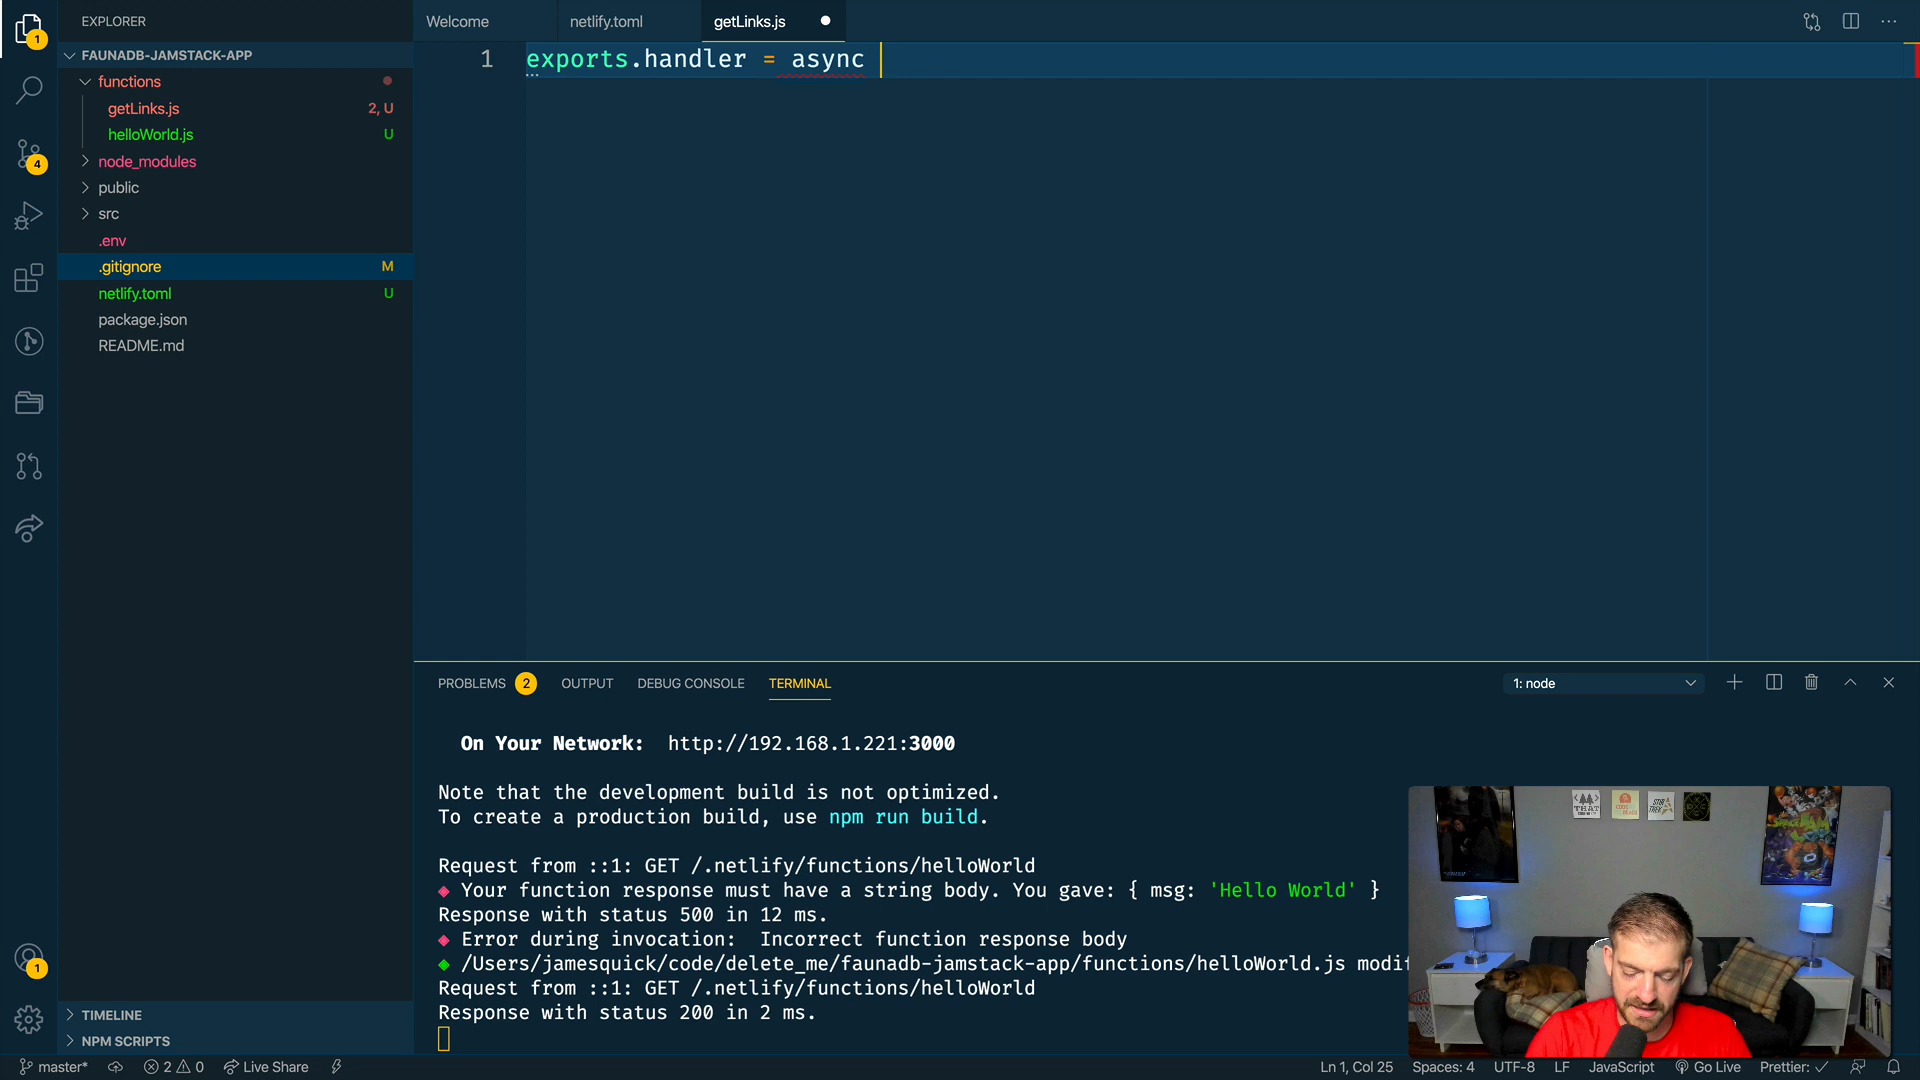 EXPLORER
FAUNADB-JAMSTACK-APP
functions
getLinks.js 2, U
helloWorld.js U
node_modules
public
src
.env
.gitignore M
netlify.toml U
package.json
README.md
TIMELINE
NPM SCRIPTS
1
4
1
Welcome netlify.toml getLinks.js
1 exports.handler = async
PROBLEMS 2 OUTPUT DEBUG CONSOLE TERMINAL
1: node
On Your Network: http://192.168.1.221:3000
Note that the development build is not optimized.
To create a production build, use npm run build.
Request from ::1: GET /.netlify/functions/helloWorld
Your function response must have a string body. You gave: { msg: 'Hello World' }
Response with status 500 in 12 ms.
Error during invocation: Incorrect function response body
/Users/jamesquick/code/delete_me/faunadb-jamstack-app/functions/helloWorld.js modif
Request from ::1: GET /.netlify/functions/helloWorld
Response with status 200 in 2 ms.
THAT
STAR TREK
master* 2 0 Live Share
Ln 1, Col 25 Spaces: 4 UTF-8 LF JavaScript Go Live Prettier: